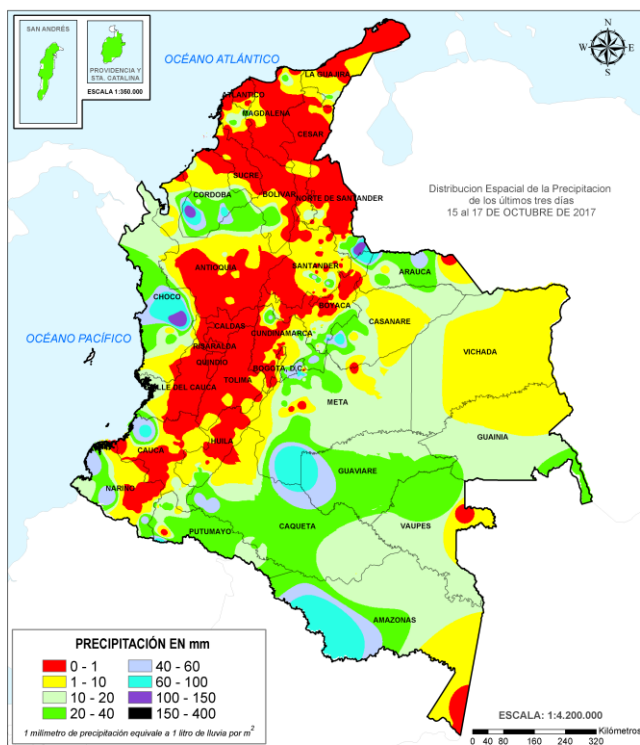 SAN ANDRÉS
PROVIDENCIA Y
STA. CATALINA
ESCALA 1:350.000
OCÉANO ATLÁNTICO
N
W
E
S
LA GUAJIRA
ATLANTICO
MAGDALENA
CESAR
SUCRE
CORDOBA
BOLIVAR
NORTE DE SANTANDER
Distribucion Espacial de la Precipitacion
de los últimos tres días
15 al 17 DE OCTUBRE DE 2017
ANTIOQUIA
SANTANDER
ARAUCA
CHOCO
BOYACA
OCÉANO PACÍFICO
CALDAS
CUNDINAMARCA
CASANARE
RISARALDA
VICHADA
QUINDIO
BOGOTA, D.C.
TOLIMA
VALLE DEL CAUCA
META
GUAINIA
HUILA
CAUCA
GUAVIARE
NARIÑO
CAQUETA
VAUPES
PUTUMAYO
AMAZONAS
PRECIPITACIÓN EN mm
0 - 1
40 - 60
1 - 10
60 - 100
10 - 20
100 - 150
20 - 40
150 - 400
1 milimetro de precipitación equivale a 1 litro de lluvia por m²
ESCALA: 1:4.200.000
Kilómetros
0 40 80 160 240 320